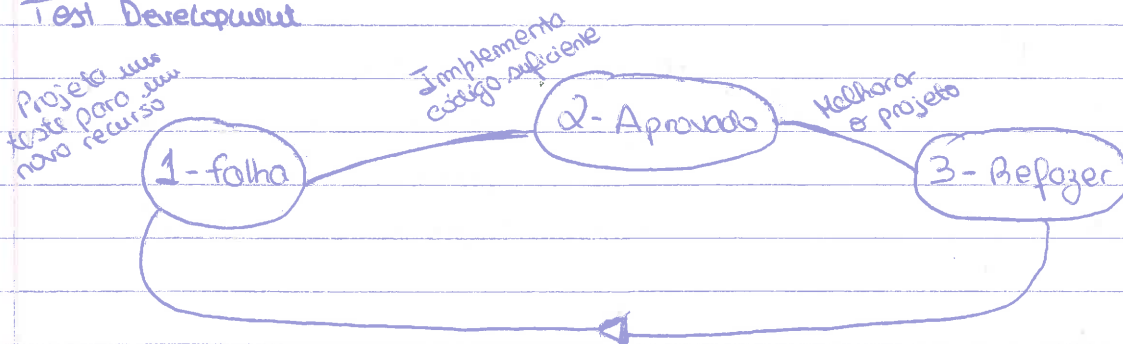 Test Development
Projeta um
teste para um
novo recurso
1- falha
Implementa
código suficiente
2- Aprovado
Melhorar
o projeto
3- Refazer